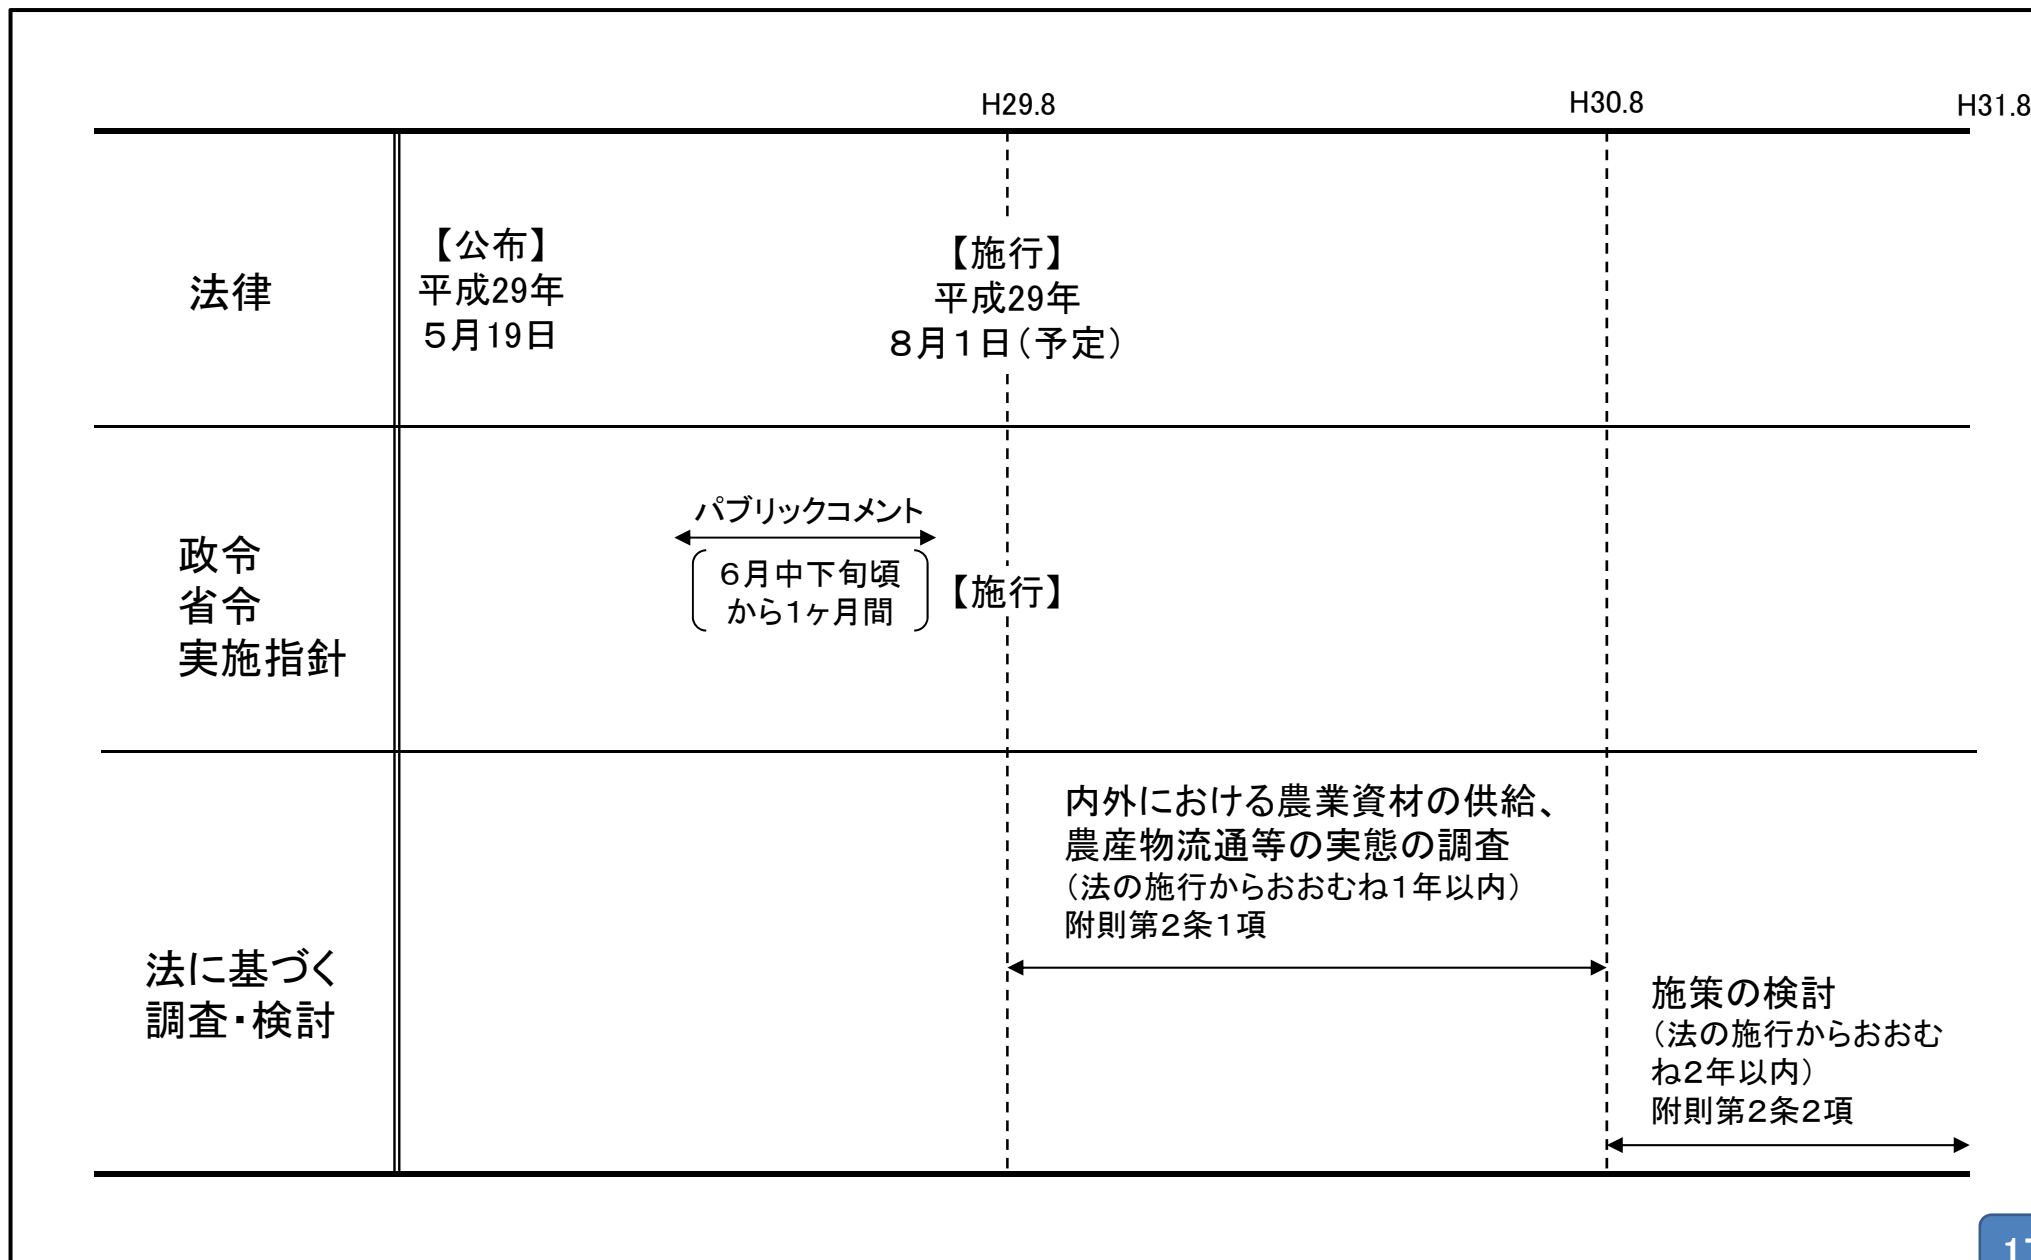 H29.8
H30.8
H31.8
法律
【公布】
平成29年
５月19日
【施行】
平成29年
８月１日（予定）
政令
省令
実施指針
パブリックコメント
６月中下旬頃
から１ヶ月間
【施行】
法に基づく
調査・検討
内外における農業資材の供給、
農産物流通等の実態の調査
（法の施行からおおむね１年以内）
附則第２条１項
施策の検討
（法の施行からおおむ
ね２年以内）
附則第２条２項